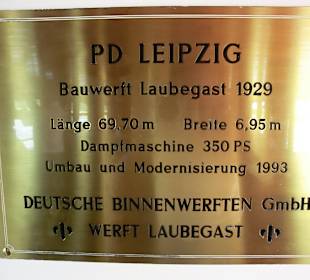 PD LEIPZIG
Bauwerft Laubegast 1929
Länge 69,70 m Breite 6,95 m
Dampfmaschine 350 PS
Umbau und Modernisierung 1993
DEUTSCHE BINNENWERFTEN GmbH
WERFT LAUBEGAST